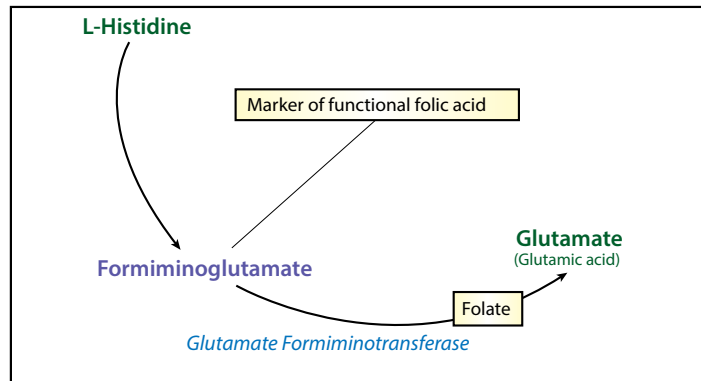 L-Histidine
Marker of functional folic acid
Glutamate
(Glutamic acid)
Formiminoglutamate
Folate
Glutamate Formiminotransferase